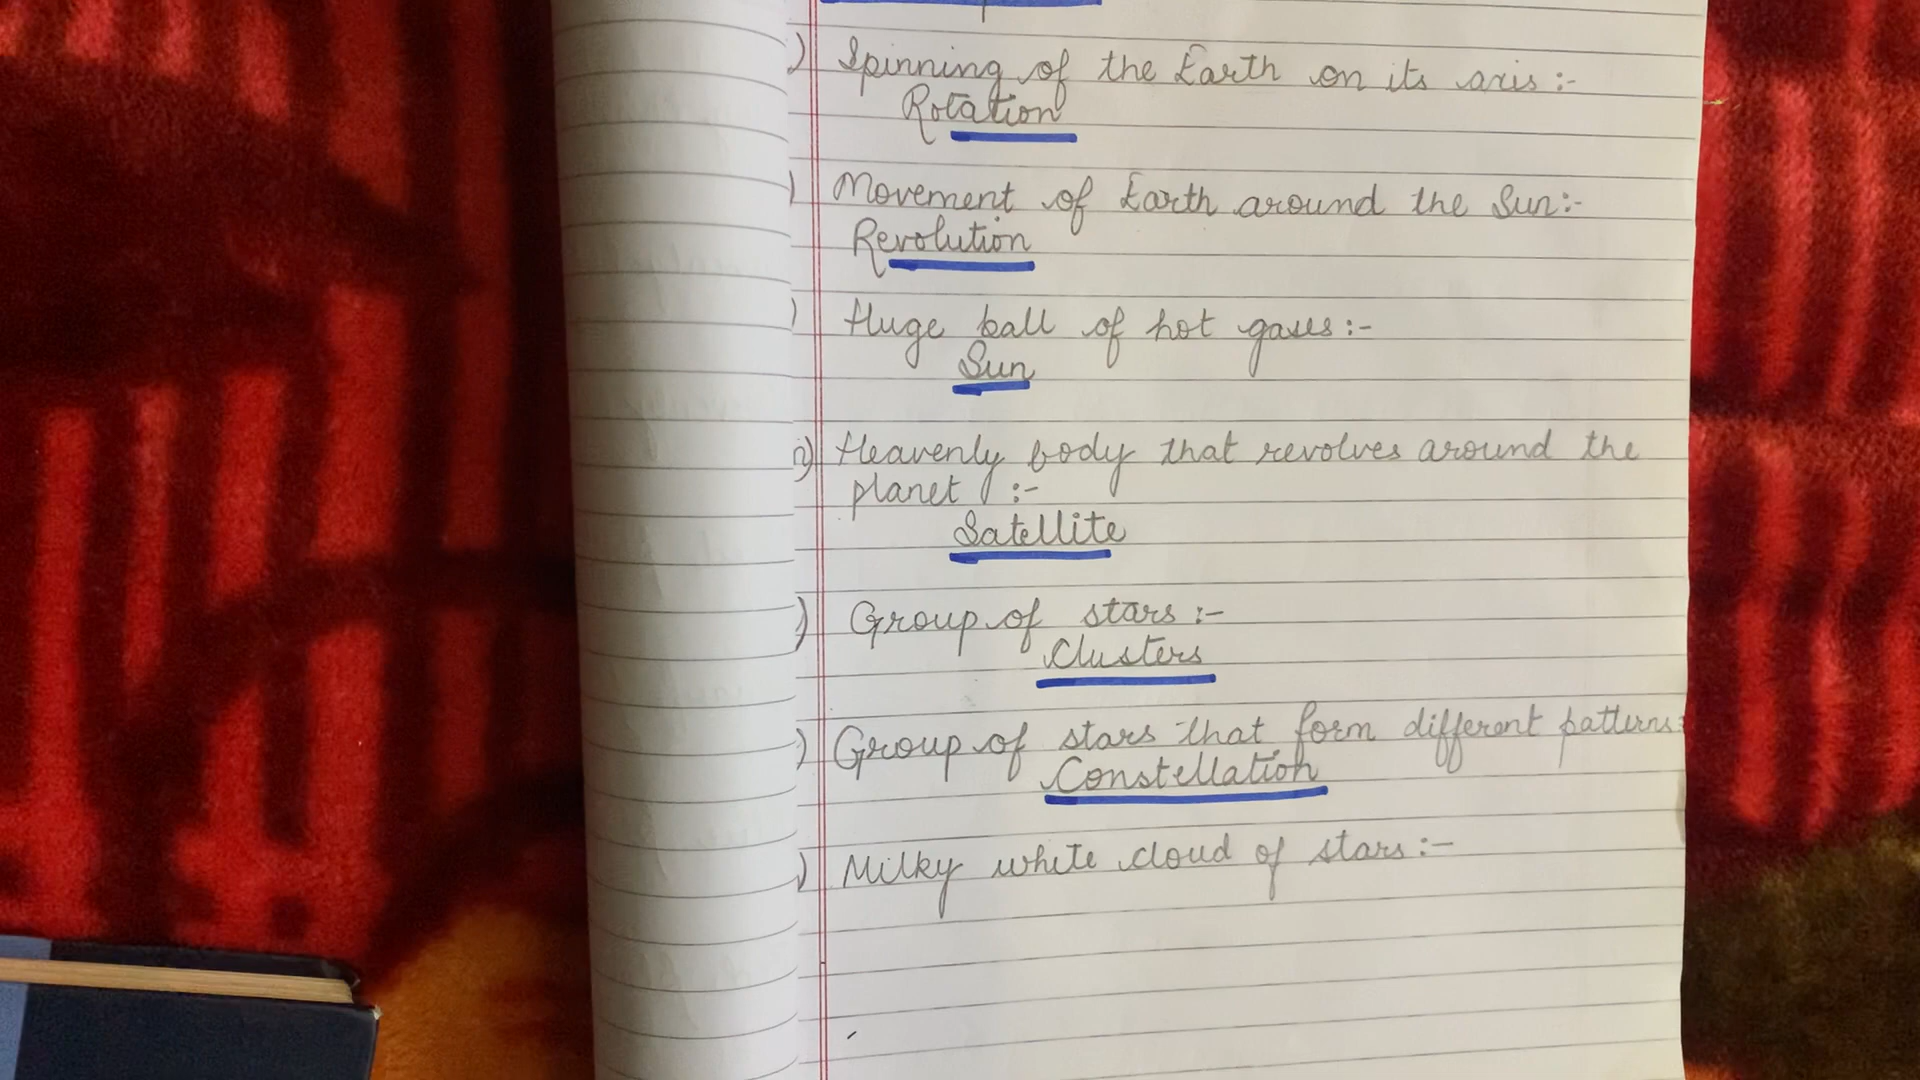 ) Spinning of the Earth on its axis :-
Rotation
) Movement of Earth around the Sun:-
Revolution
) Huge ball of hot gases :-
Sun
) Heavenly body that revolves around the
planet :-
Satellite
) Group of stars :-
Clusters
) Group of stars that form different patterns:
Constellation
) Milky white cloud of stars :-